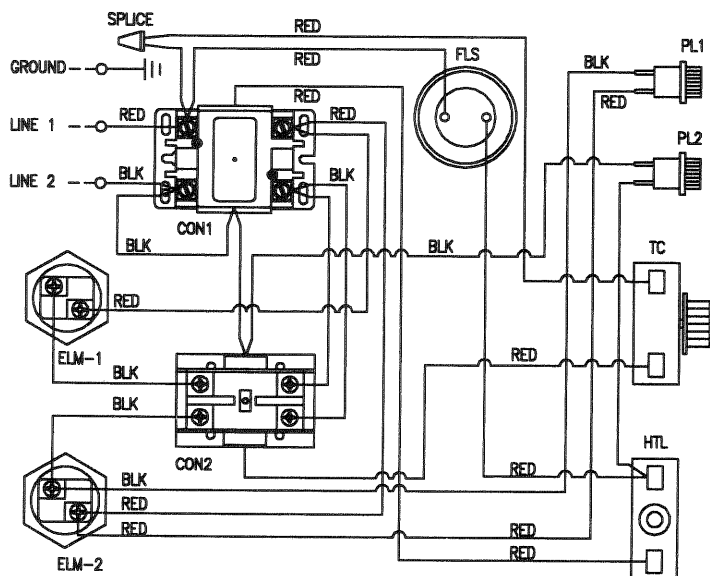 SPLICE
RED
RED
RED
FLS
PL1
BLK
RED
GROUND
LINE 1
RED
RED
LINE 2
BLK
PL2
CON1
BLK
BLK
TC
RED
ELM-1
BLK
RED
BLK
HTL
CON2
BLK
RED
RED
RED
RED
RED
ELM-2